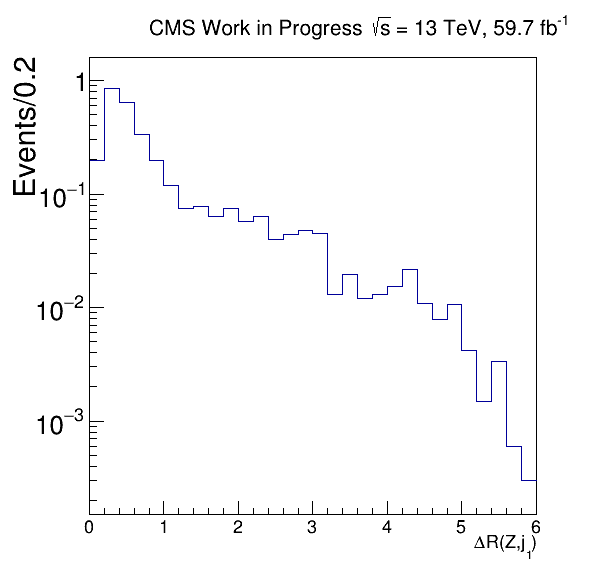 CMS Work in Progress √s = 13 TeV, 59.7 fb⁻¹
Events/0.2
1
10⁻¹
10⁻²
10⁻³
0 1 2 3 4 5 6
ΔR(Z,j₁)